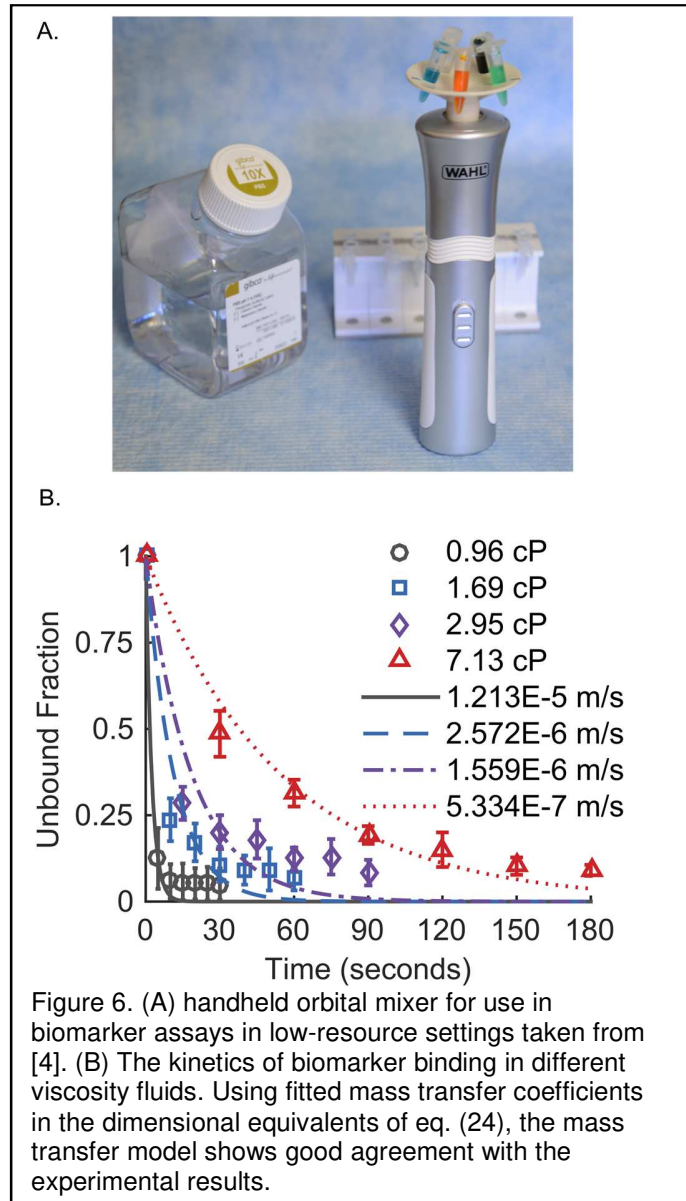 A.
WAHL
gibco
10X
PBS
gibco
B.
Unbound Fraction
1
0.75
0.5
0.25
0
0.96 cP
1.69 cP
2.95 cP
7.13 cP
1.213E-5 m/s
2.572E-6 m/s
1.559E-6 m/s
5.334E-7 m/s
0 30 60 90 120 150 180
Time (seconds)
Figure 6. (A) handheld orbital mixer for use in
biomarker assays in low-resource settings taken from
[4]. (B) The kinetics of biomarker binding in different
viscosity fluids. Using fitted mass transfer coefficients
in the dimensional equivalents of eq. (24), the mass
transfer model shows good agreement with the
experimental results.